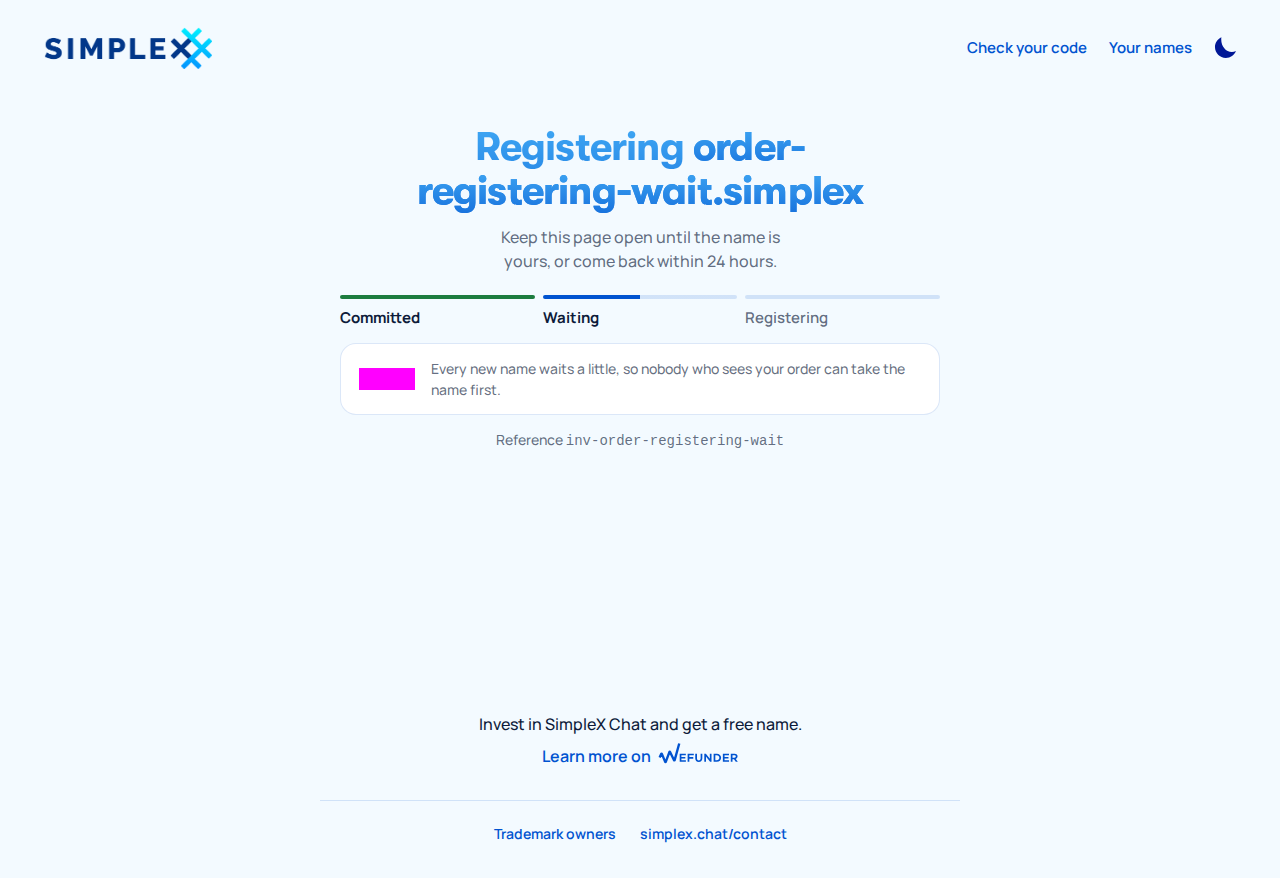 SIMPLEX
Check your code
Your names
Registering order-
registering-wait.simplex
Keep this page open until the name is
yours, or come back within 24 hours.
Committed
Waiting
Registering
Every new name waits a little, so nobody who sees your order can take the
name first.
Reference inv-order-registering-wait
Invest in SimpleX Chat and get a free name.
Learn more on WEFUNDER
Trademark owners
simplex.chat/contact